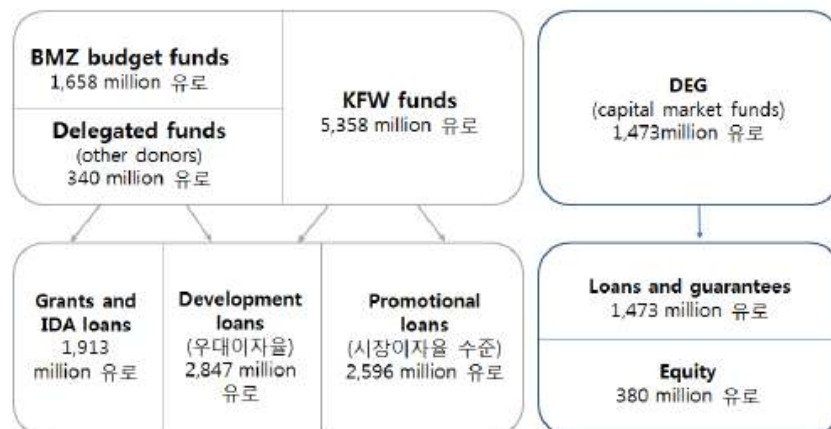 BMZ budget funds
1,658 million 유로
Delegated funds
(other donors)
340 million 유로
KFW funds
5,358 million 유로
DEG
(capital market funds)
1,473million 유로
Grants and
IDA loans
1,913
million 유로
Development
loans
(우대이자율)
2,847 million
유로
Promotional
loans
(시장이자율 수준)
2,596 million 유로
Loans and guarantees
1,473 million 유로
Equity
380 million 유로